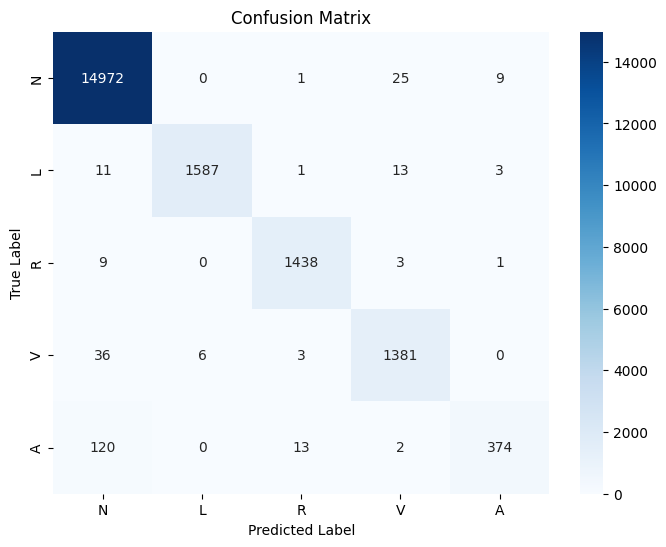 Confusion Matrix
True Label
N 14972 0 1 25 9
L 11 1587 1 13 3
R 9 0 1438 3 1
V 36 6 3 1381 0
A 120 0 13 2 374
N L R V A
Predicted Label
14000
12000
10000
8000
6000
4000
2000
0